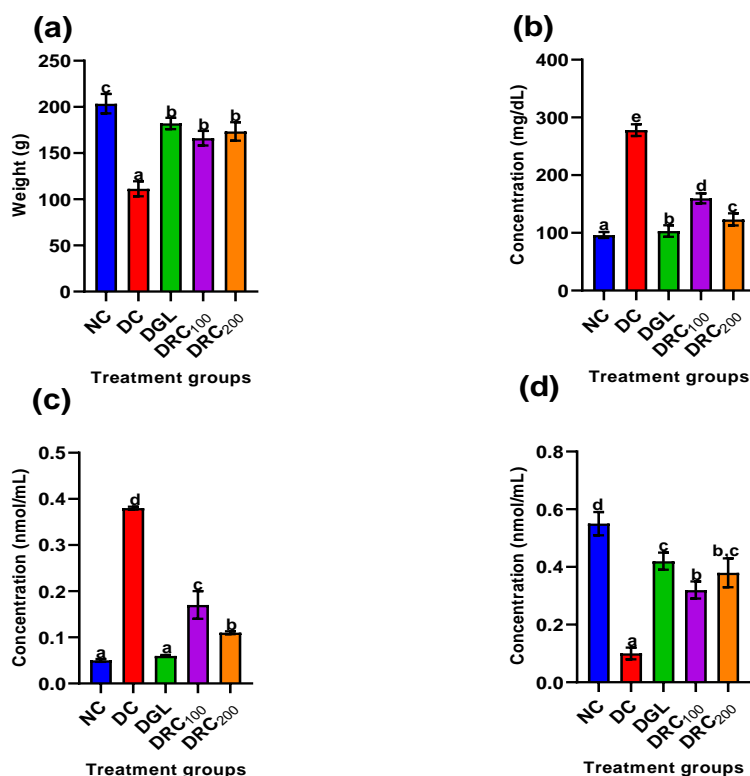 (a)
250
200
150
100
50
0
Weight (g)
c
a
b
b
b
NC
DC
DGL
DRC100
DRC200
Treatment groups
(b)
400
300
200
100
0
Concentration (mg/dL)
a
e
b
d
c
NC
DC
DGL
DRC100
DRC200
Treatment groups
(c)
0.5
0.4
0.3
0.2
0.1
0.0
Concentration (nmol/mL)
a
d
a
c
b
NC
DC
DGL
DRC100
DRC200
Treatment groups
(d)
0.8
0.6
0.4
0.2
0.0
Concentration (nmol/mL)
d
a
c
b
b,c
NC
DC
DGL
DRC100
DRC200
Treatment groups